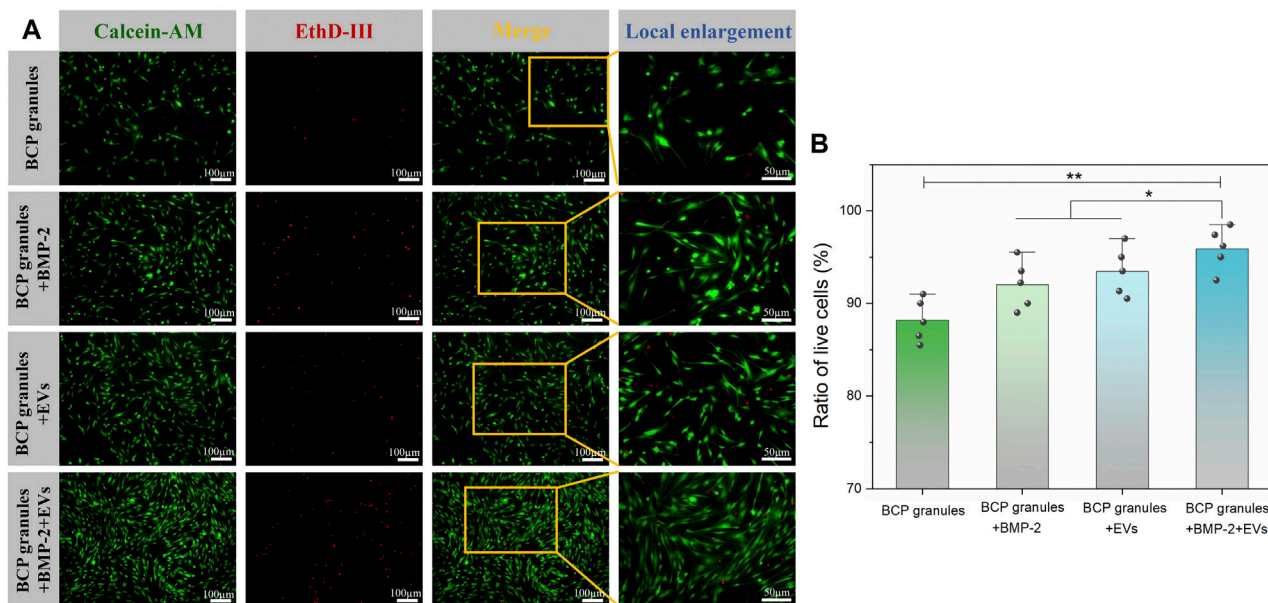 A
Calcein-AM
EthD-III
Merge
Local enlargement
BCP granules
100µm
100µm
100µm
50µm
BCP granules
+BMP-2
100µm
100µm
100µm
50µm
BCP granules
+EVs
100µm
100µm
100µm
50µm
BCP granules
+BMP-2+EVs
100µm
100µm
100µm
50µm
B
Ratio of live cells (%)
100
90
80
70
**
*
BCP granules
BCP granules
+BMP-2
BCP granules
+EVs
BCP granules
+BMP-2+EVs